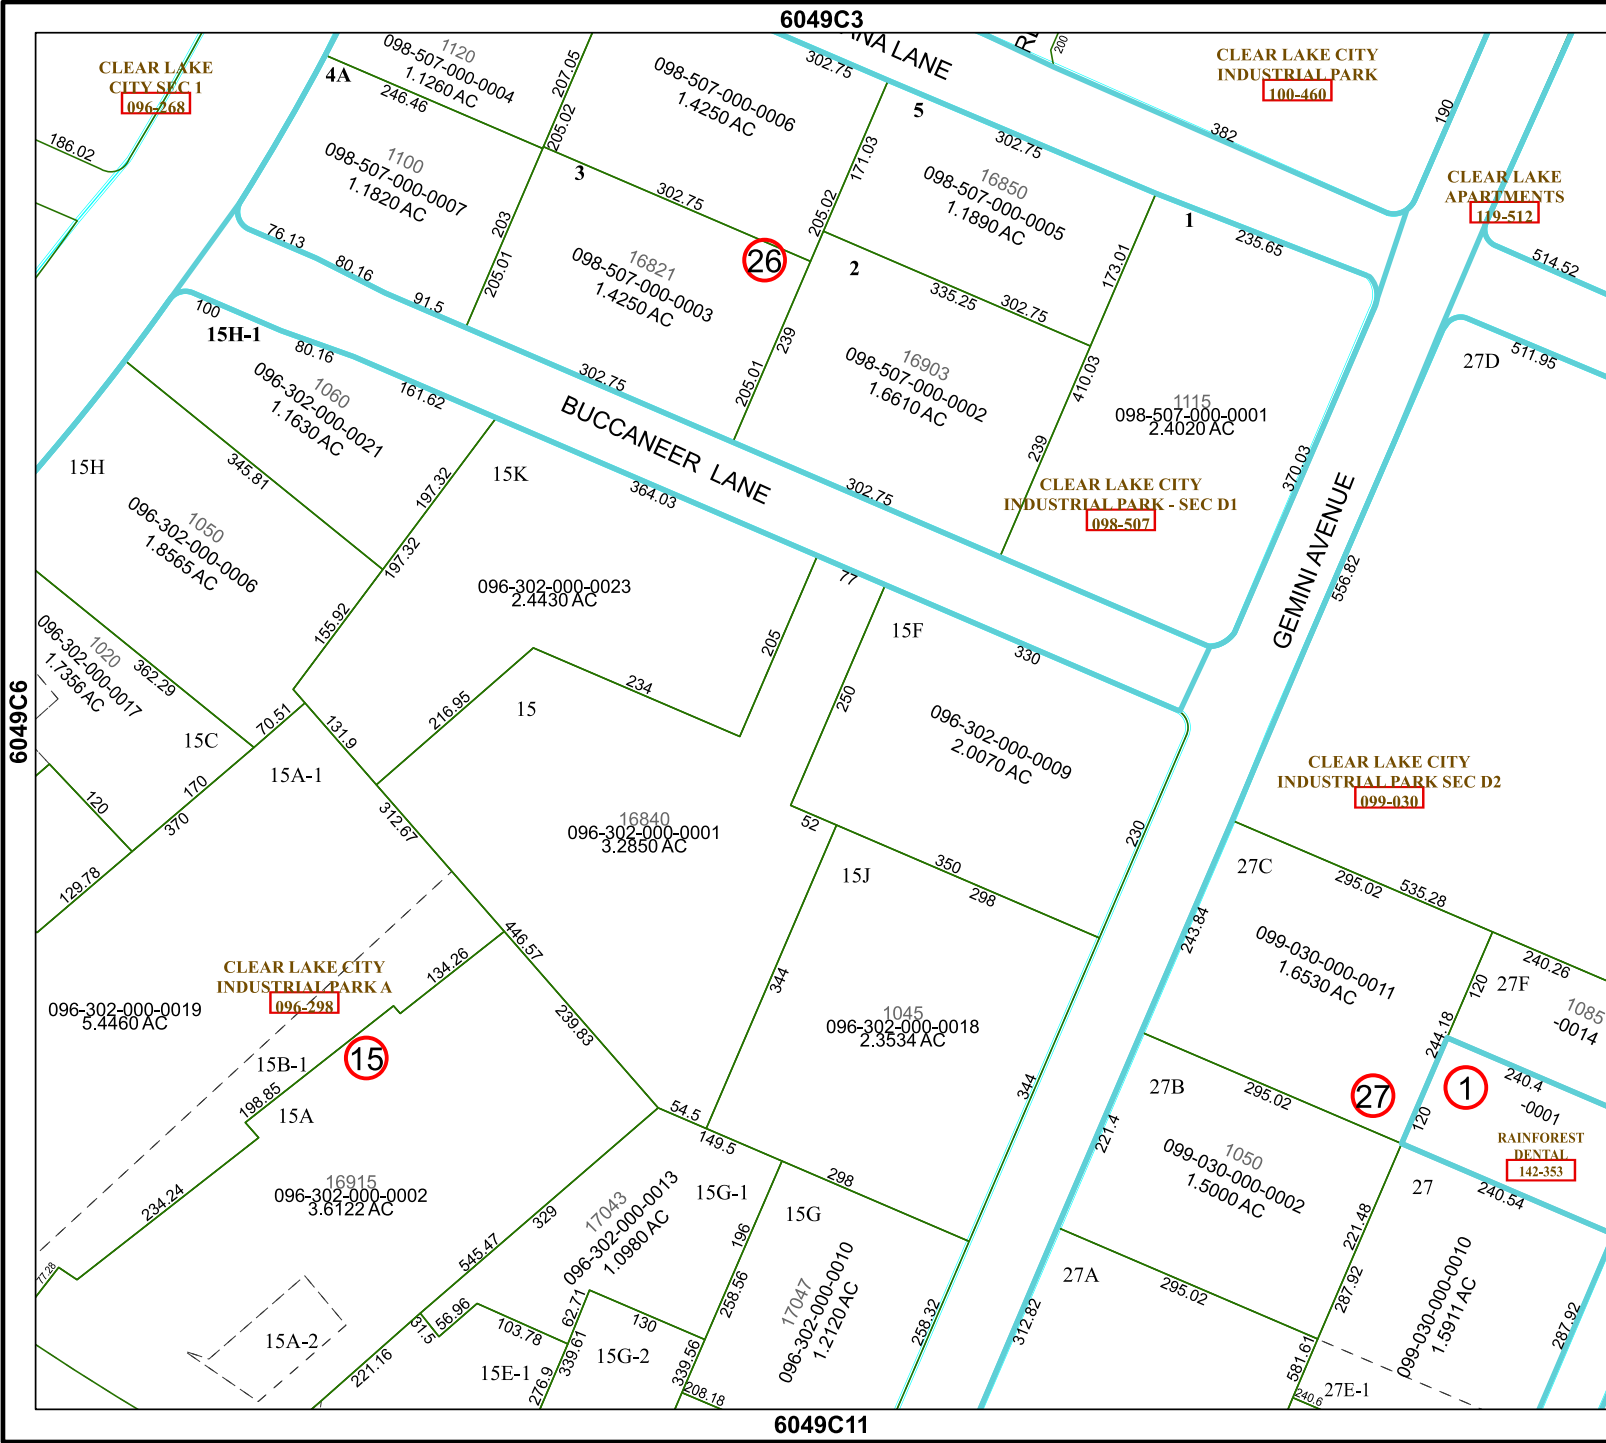 6049C3
CLEAR LAKE
CITY SEC 1
096-268
186.02
4A
246.46
1120
098-507-000-0004
1.1260 AC
207.05
205.02
098-507-000-0006
1.4250 AC
302.75
ANA LANE
200
CLEAR LAKE CITY
INDUSTRIAL PARK
100-460
382
190
CLEAR LAKE
APARTMENTS
119-512
514.52
511.95
27D
1100
098-507-000-0007
1.1820 AC
203
205.01
3
302.75
16821
098-507-000-0003
1.4250 AC
26
171.03
205.02
5
302.75
16850
098-507-000-0005
1.1890 AC
173.01
1
235.65
2
335.25
302.75
16903
098-507-000-0002
1.6610 AC
239
205.01
410.03
239
1115
098-507-000-0001
2.4020 AC
370.03
CLEAR LAKE CITY
INDUSTRIAL PARK - SEC D1
098-507
76.13
80.16
91.5
302.75
302.75
BUCCANEER LANE
GEMINI AVENUE
556.82
100
15H-1
80.16
161.62
1060
096-302-000-0021
1.1630 AC
345.81
197.32
197.32
15H
1050
096-302-000-0006
1.8565 AC
155.92
15K
364.03
096-302-000-0023
2.4430 AC
205
77
15F
330
250
096-302-000-0009
2.0070 AC
230
6049C6
1020
096-302-000-0017
1.7356 AC
362.29
15C
70.51
170
370
120
129.78
131.9
15A-1
312.67
216.95
234
15
16840
096-302-000-0001
3.2850 AC
52
350
298
15J
344
1045
096-302-000-0018
2.3534 AC
344
CLEAR LAKE CITY
INDUSTRIAL PARK SEC D2
099-030
27C
295.02
535.28
243.84
099-030-000-0011
1.6530 AC
240.26
120
27F
244.18
1085
-0014
CLEAR LAKE CITY
INDUSTRIAL PARK A
096-298
134.26
446.57
239.83
096-302-000-0019
5.4460 AC
15B-1
15
198.85
15A
234.24
77.28
16915
096-302-000-0002
3.6122 AC
545.47
329
54.5
149.5
298
27B
295.02
27
1
240.4
-0001
120
RAINFOREST
DENTAL
142-353
221.4
1050
099-030-000-0002
1.5000 AC
221.48
287.92
27
240.54
099-030-000-0010
1.5911 AC
287.92
17043
096-302-000-0013
1.0980 AC
15G-1
196
258.56
15G
17047
096-302-000-0010
1.2120 AC
258.32
312.82
27A
295.02
581.61
240.6
27E-1
15A-2
221.16
31.5
56.96
103.78
62.71
339.61
276.9
15E-1
130
15G-2
339.56
208.18
6049C11